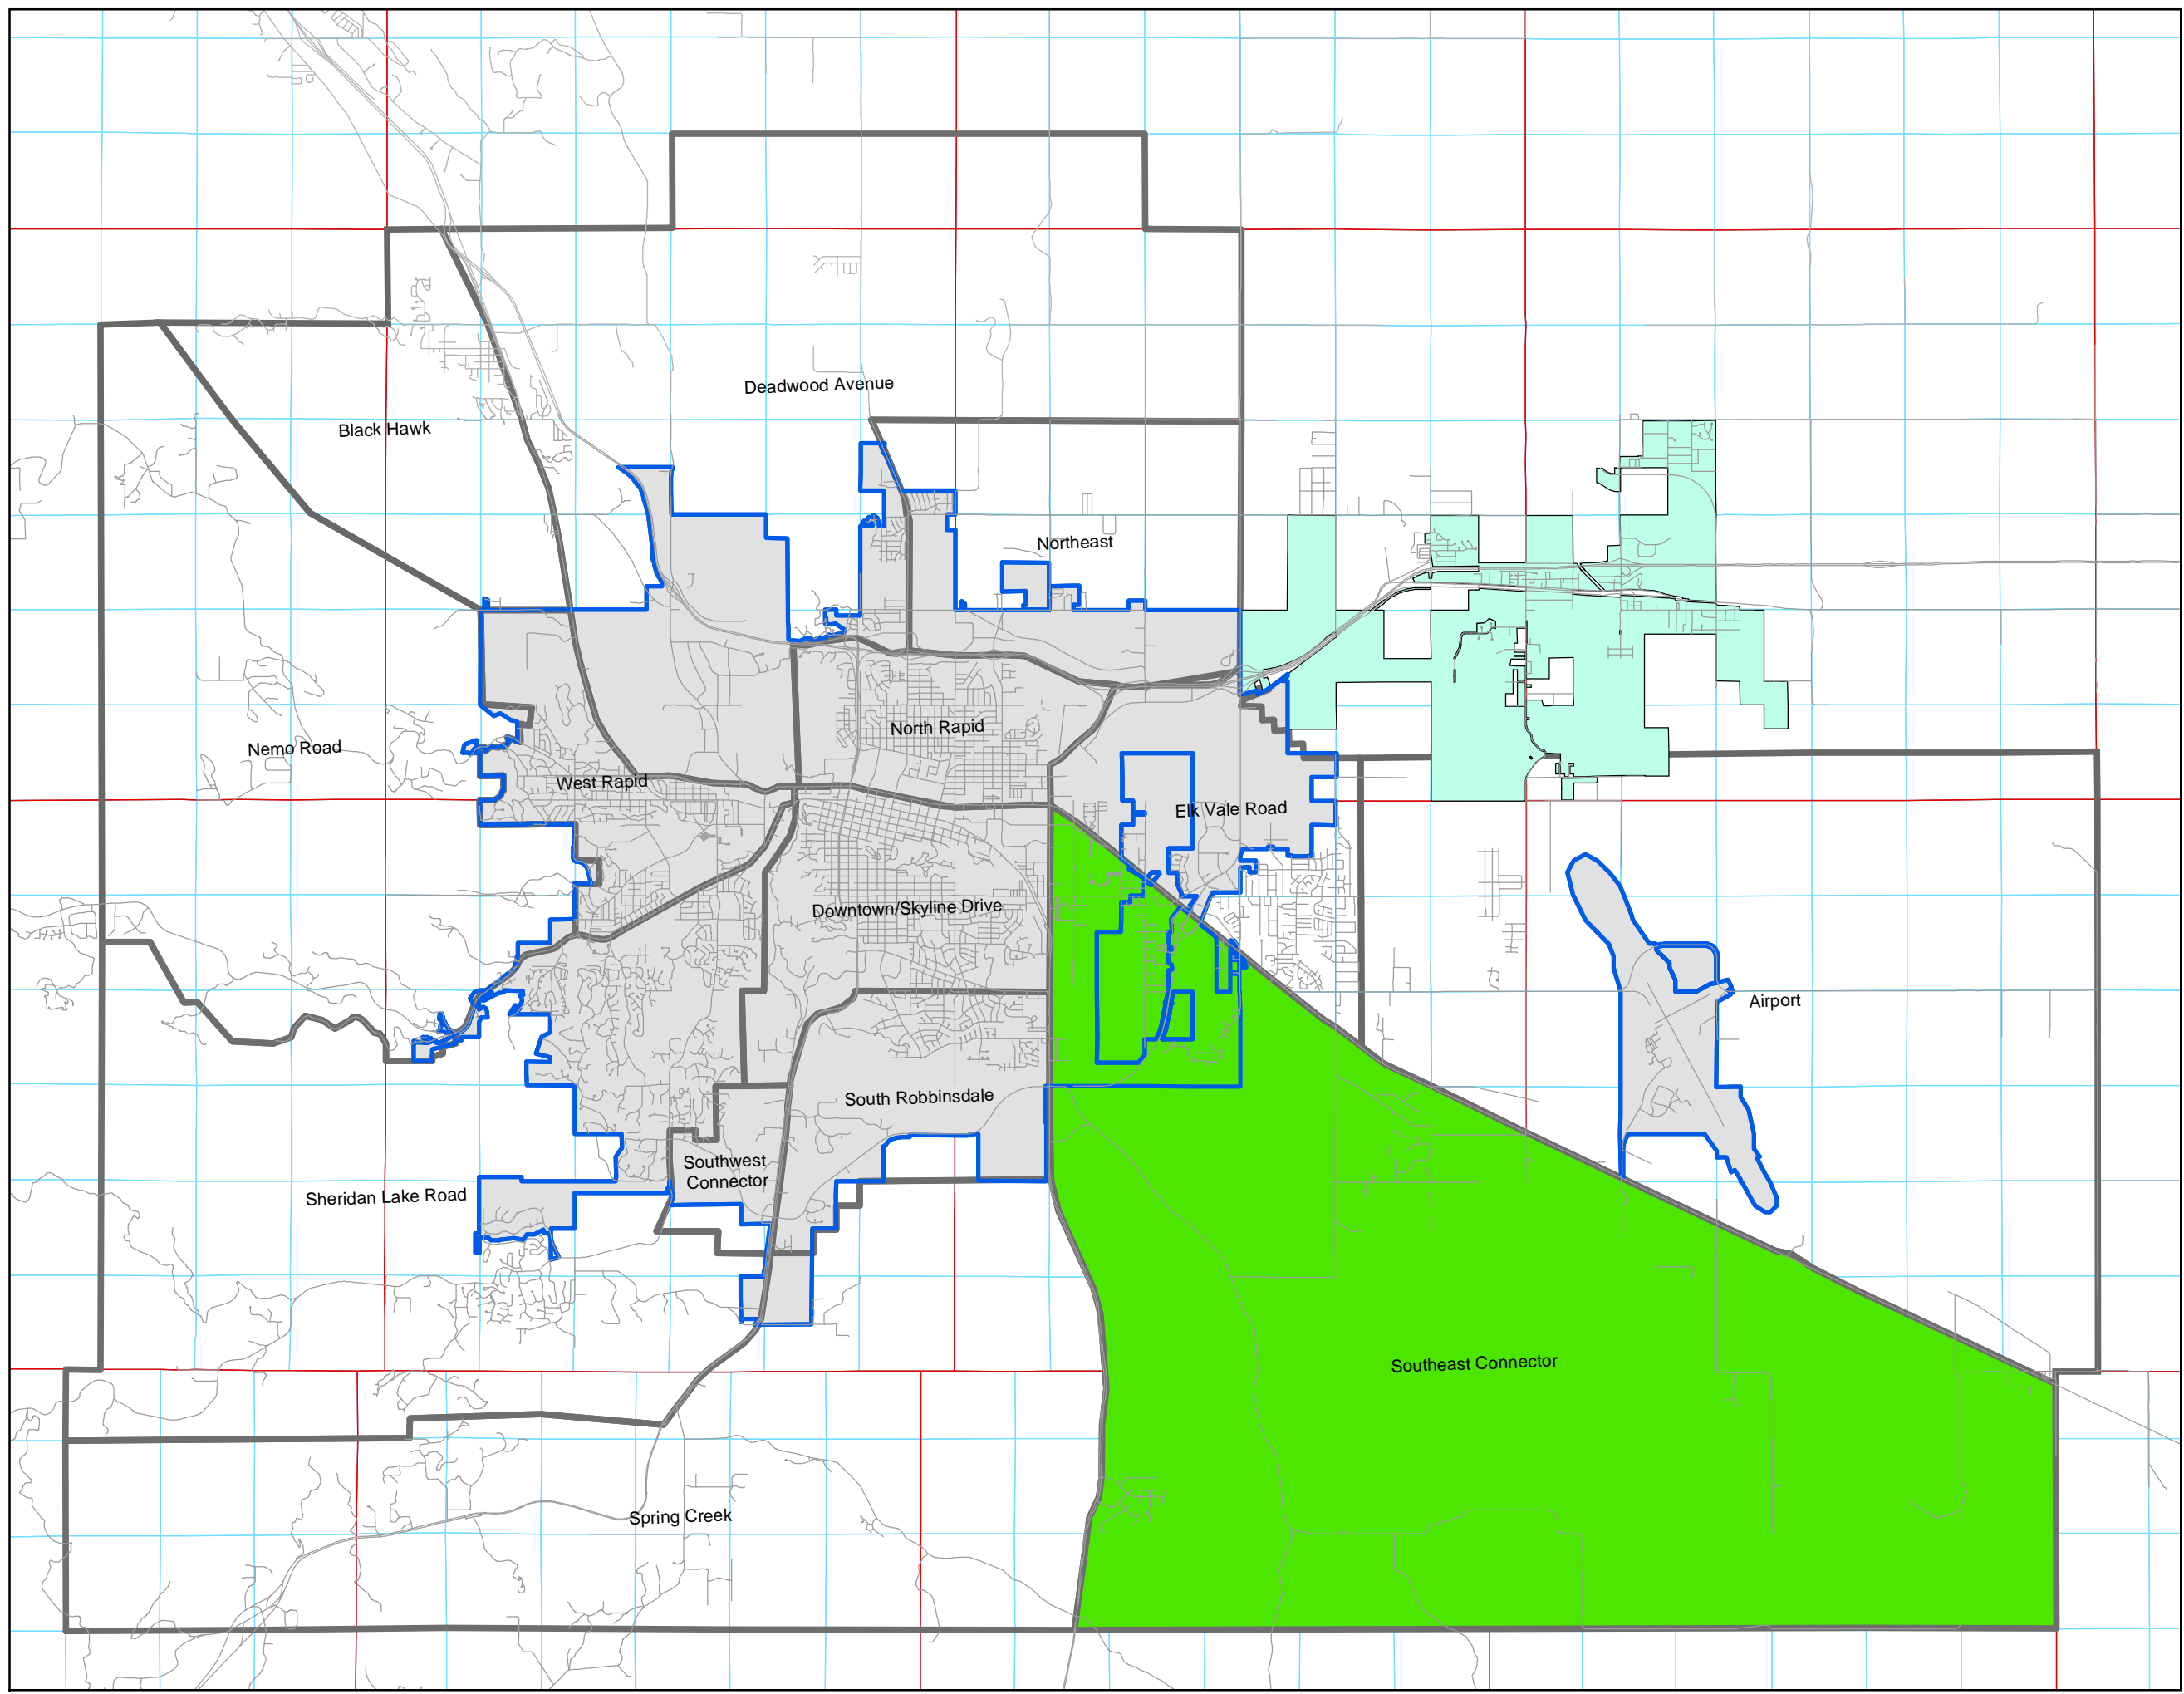 Deadwood Avenue
Black Hawk
Northeast
North Rapid
Nemo Road
West Rapid
Elk Vale Road
Downtown/Skyline Drive
Airport
South Robbinsdale
Southwest
Connector
Sheridan Lake Road
Southeast Connector
Spring Creek